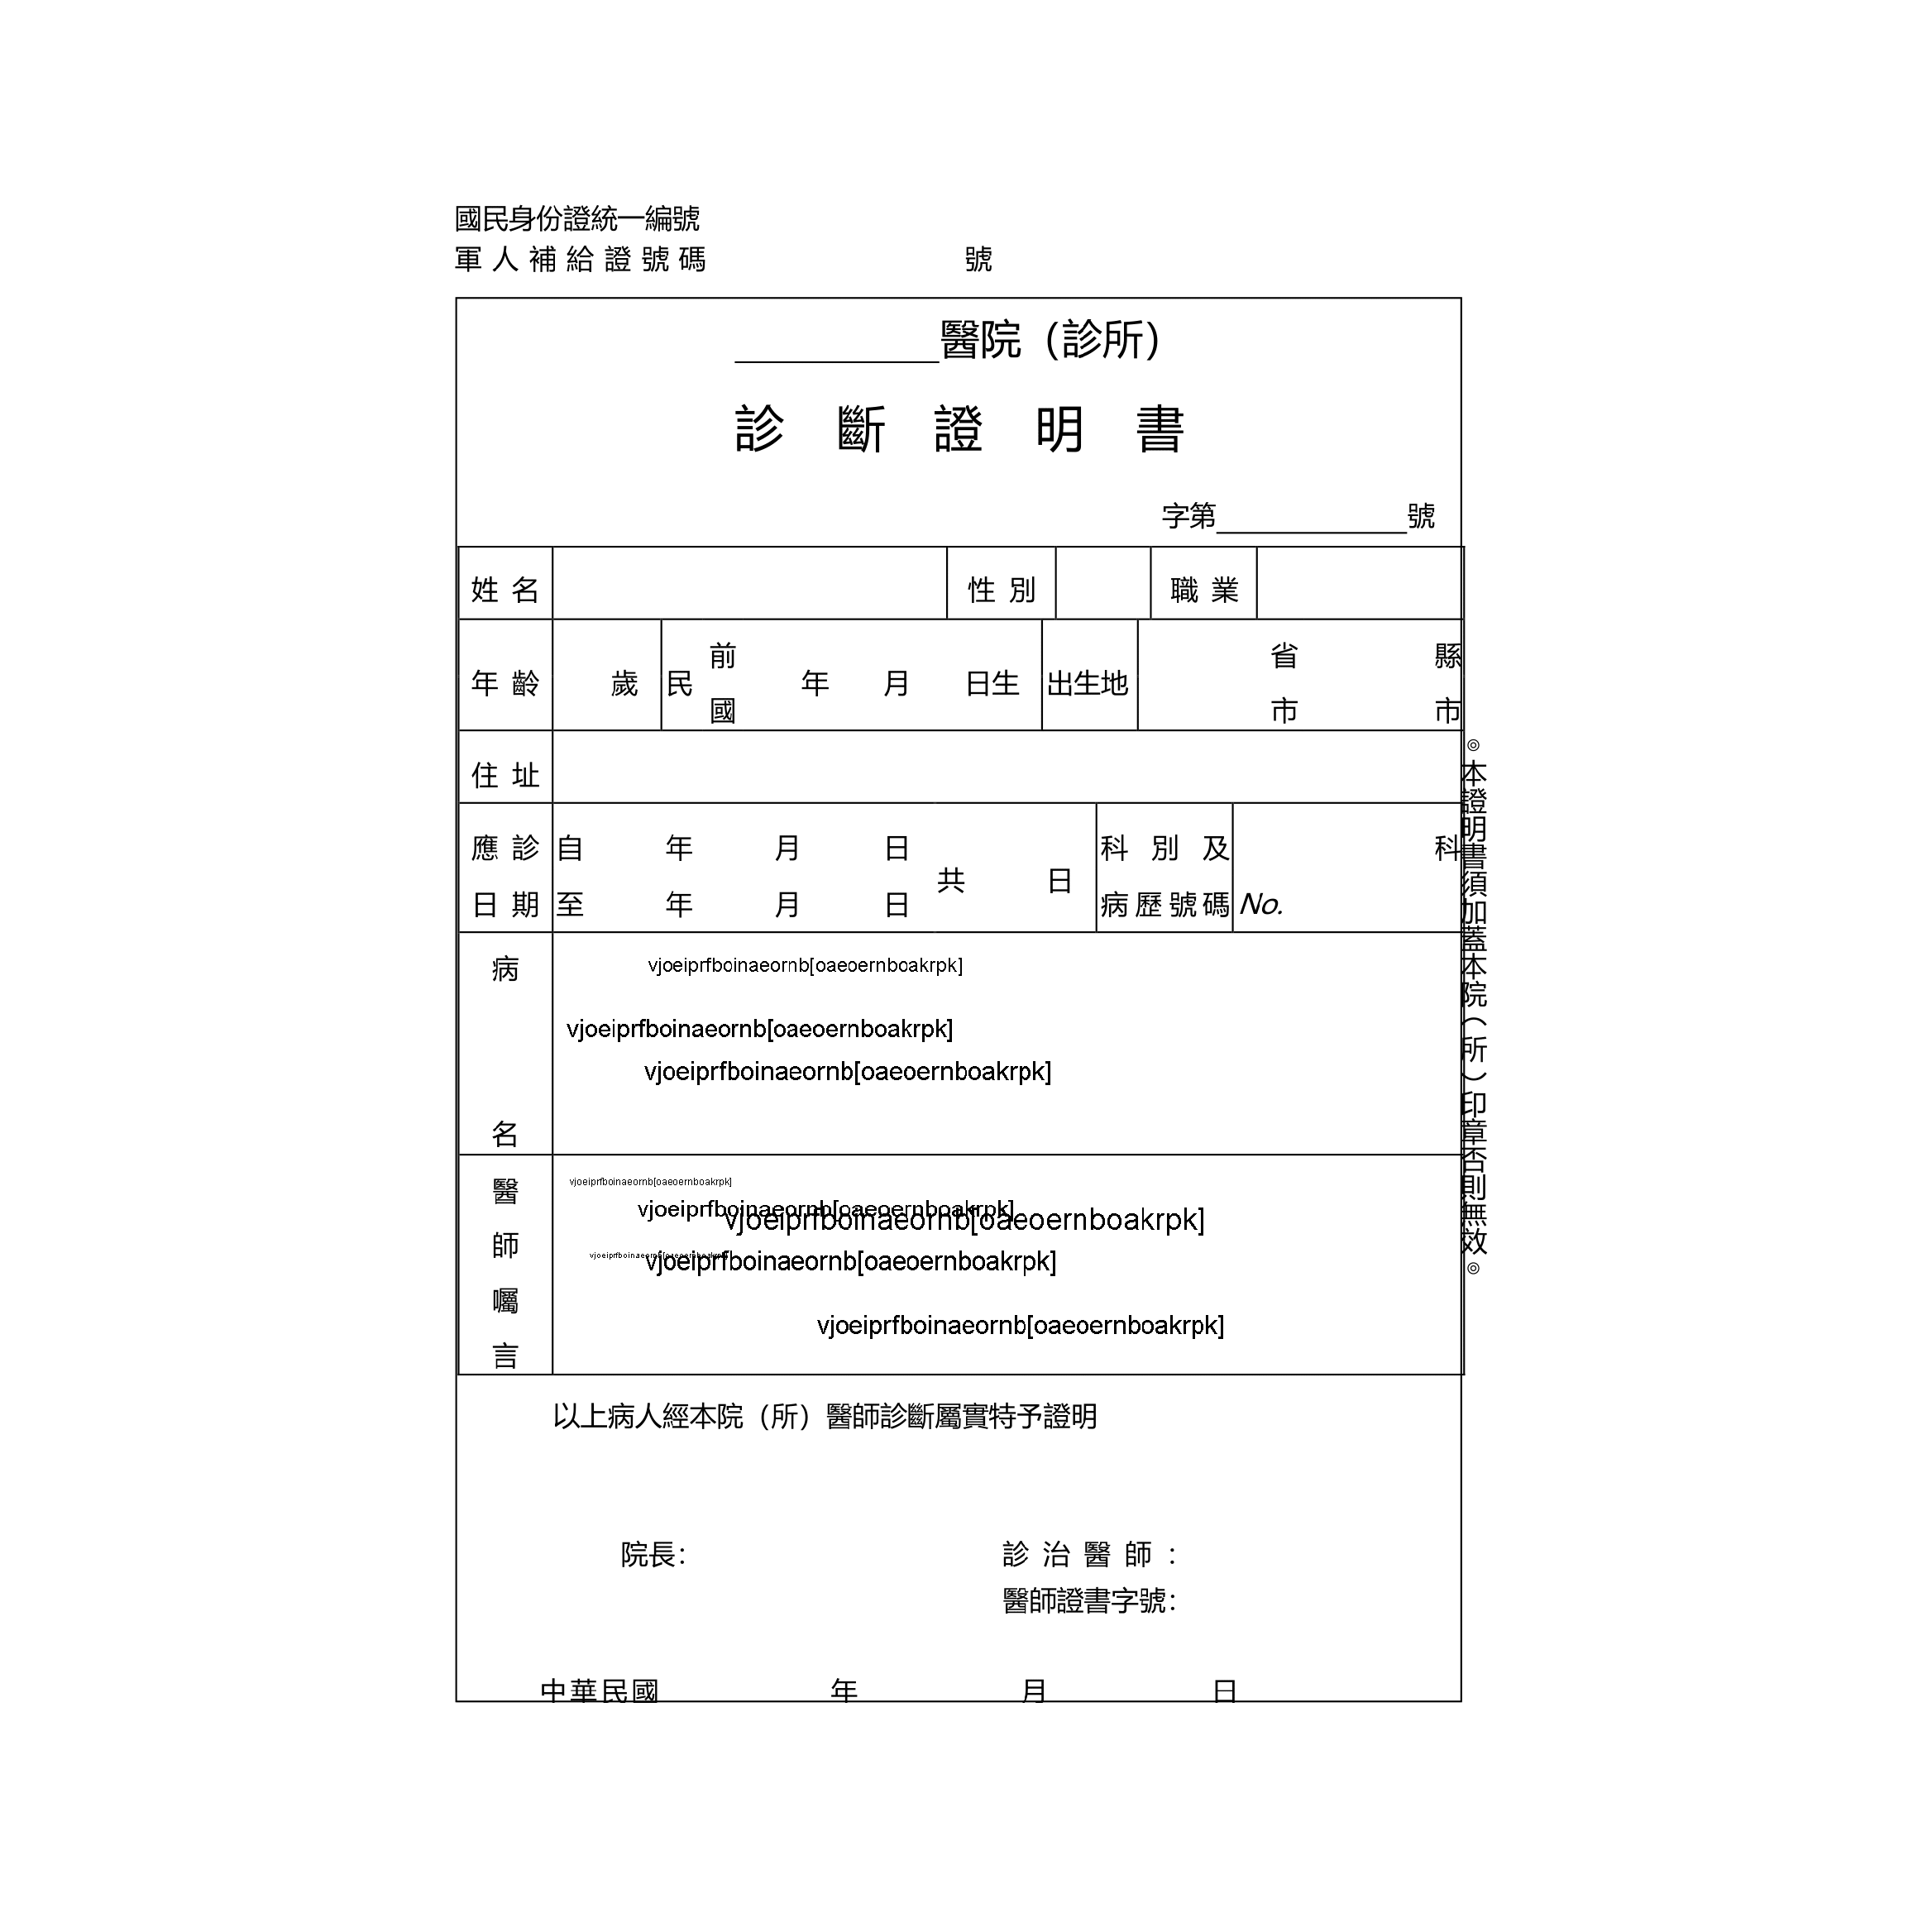 國民身份證統一編號
軍人補給證號碼 號
醫院（診所）
診斷證明書
字第 號
姓名 性別 職業
年齡 歲 民前國 年 月 日生 出生地 省市 縣市
住址
應診日期 自 年 月 日 至 年 月 日 共 日 科別及病歷號碼 科 No.
病名
vjoeiprfboinaeornb[oaeoernboakrpk]
vjoeiprfboinaeornb[oaeoernboakrpk]
vjoeiprfboinaeornb[oaeoernboakrpk]
醫師囑言
vjoeiprfboinaeornb[oaeoernboakrpk]
vjoeiprfboinaeornb[oaeoernboakrpk]
vjoeiprfboinaeornb[oaeoernboakrpk]
vjoeiprfboinaeornb[oaeoernboakrpk]
vjoeiprfboinaeornb[oaeoernboakrpk]
vjoeiprfboinaeornb[oaeoernboakrpk]
◎本證明書須加蓋本院（所）印章否則無效◎
以上病人經本院（所）醫師診斷屬實特予證明
院長： 診治醫師：
醫師證書字號：
中華民國 年 月 日